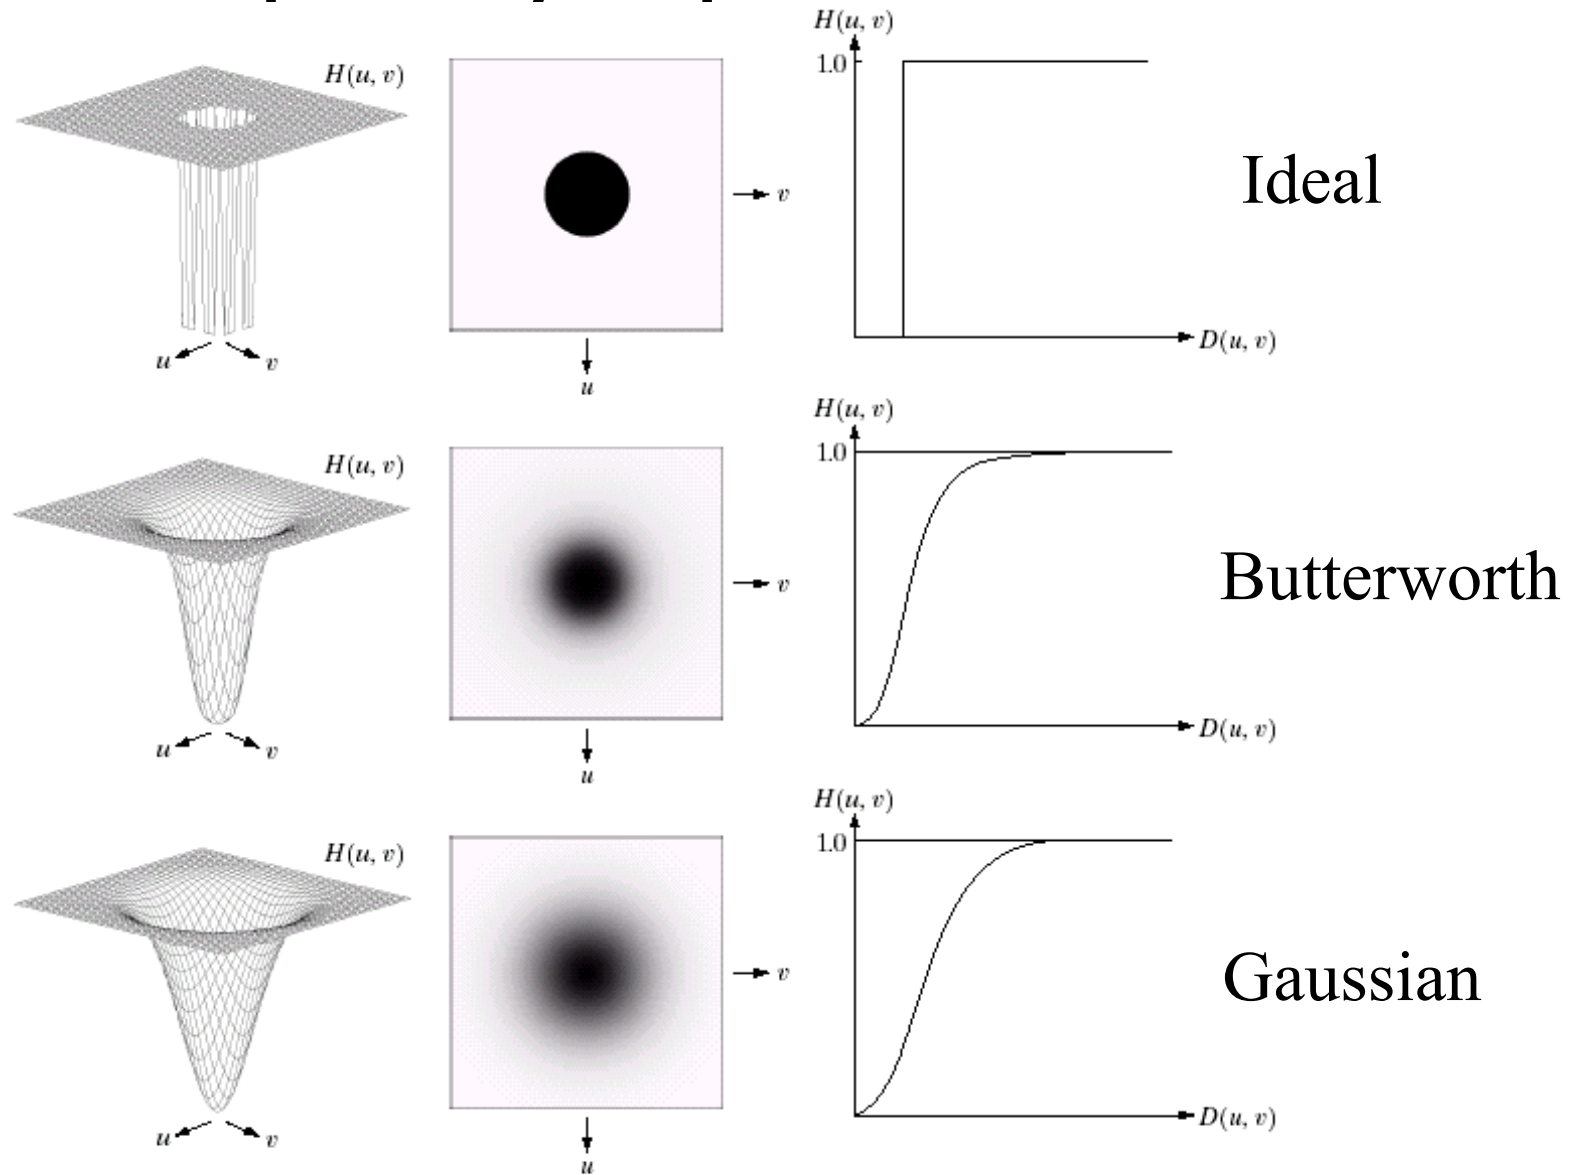 H(u, v)
H(u, v)
1.0
v
u
D(u, v)
u
v
Ideal
H(u, v)
H(u, v)
1.0
v
u
D(u, v)
u
v
Butterworth
H(u, v)
H(u, v)
1.0
v
u
D(u, v)
u
v
Gaussian